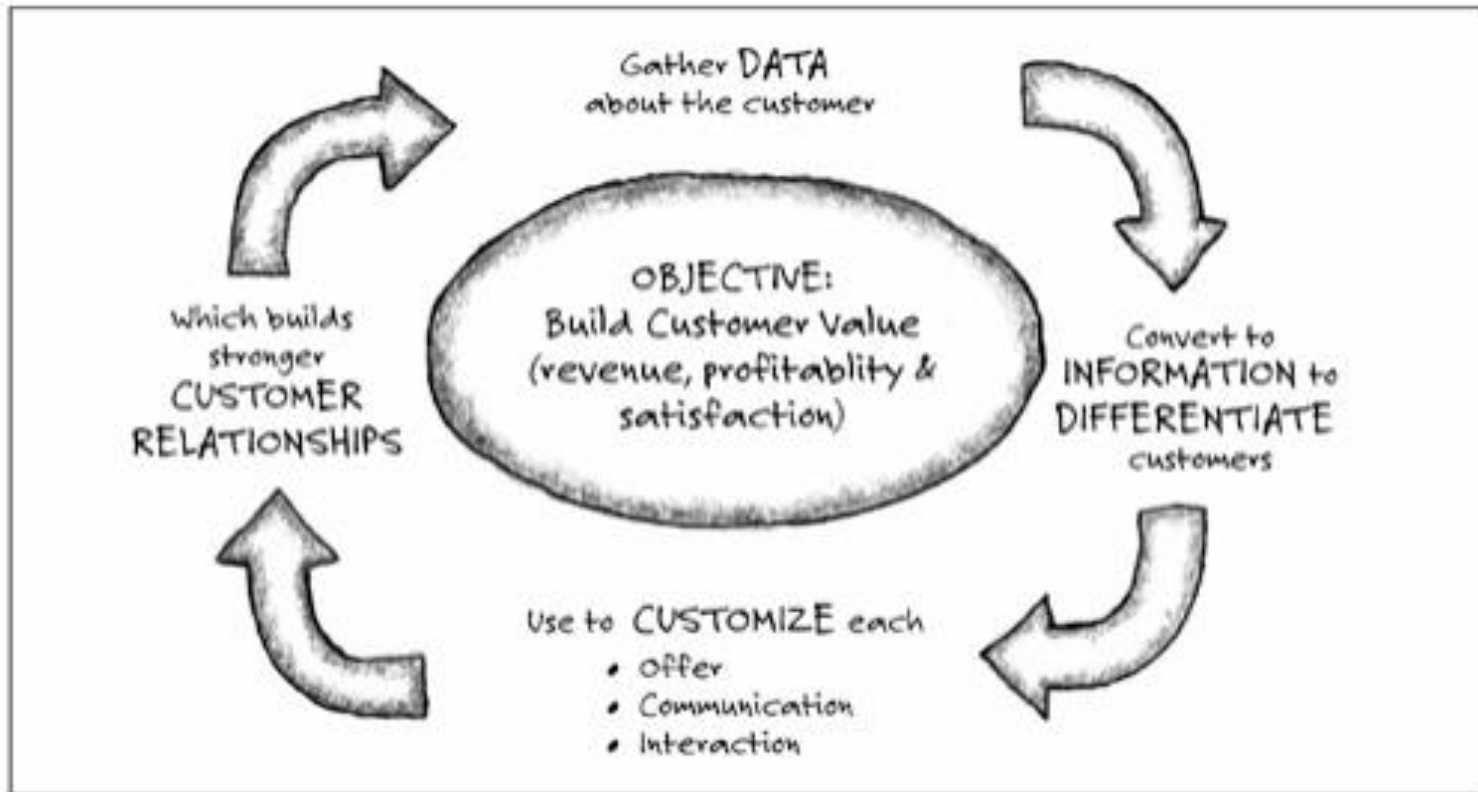 Gather DATA
about the customer
OBJECTIVE:
Build Customer Value
(revenue, profitablity &
satisfaction)
Convert to
INFORMATION to
DIFFERENTIATE
customers
Use to CUSTOMIZE each
• Offer
• Communication
• Interaction
Which builds
stronger
CUSTOMER
RELATIONSHIPS